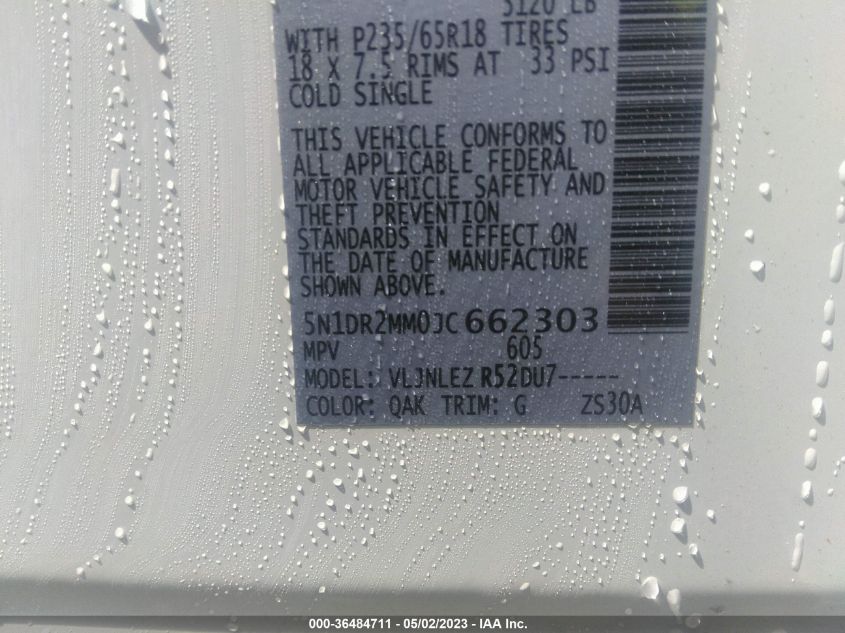 5120 LB
WITH P235/65R18 TIRES
18 X 7.5 RIMS AT 33 PSI
COLD SINGLE
THIS VEHICLE CONFORMS TO
ALL APPLICABLE FEDERAL
MOTOR VEHICLE SAFETY AND
THEFT PREVENTION
STANDARDS IN EFFECT ON
THE DATE OF MANUFACTURE
SHOWN ABOVE.
5N1DR2MM0JC662303
MPV 605
MODEL: VLJNLEZ R52DU7-----
COLOR: QAK TRIM: G ZS30A
000-36484711 - 05/02/2023 - IAA Inc.